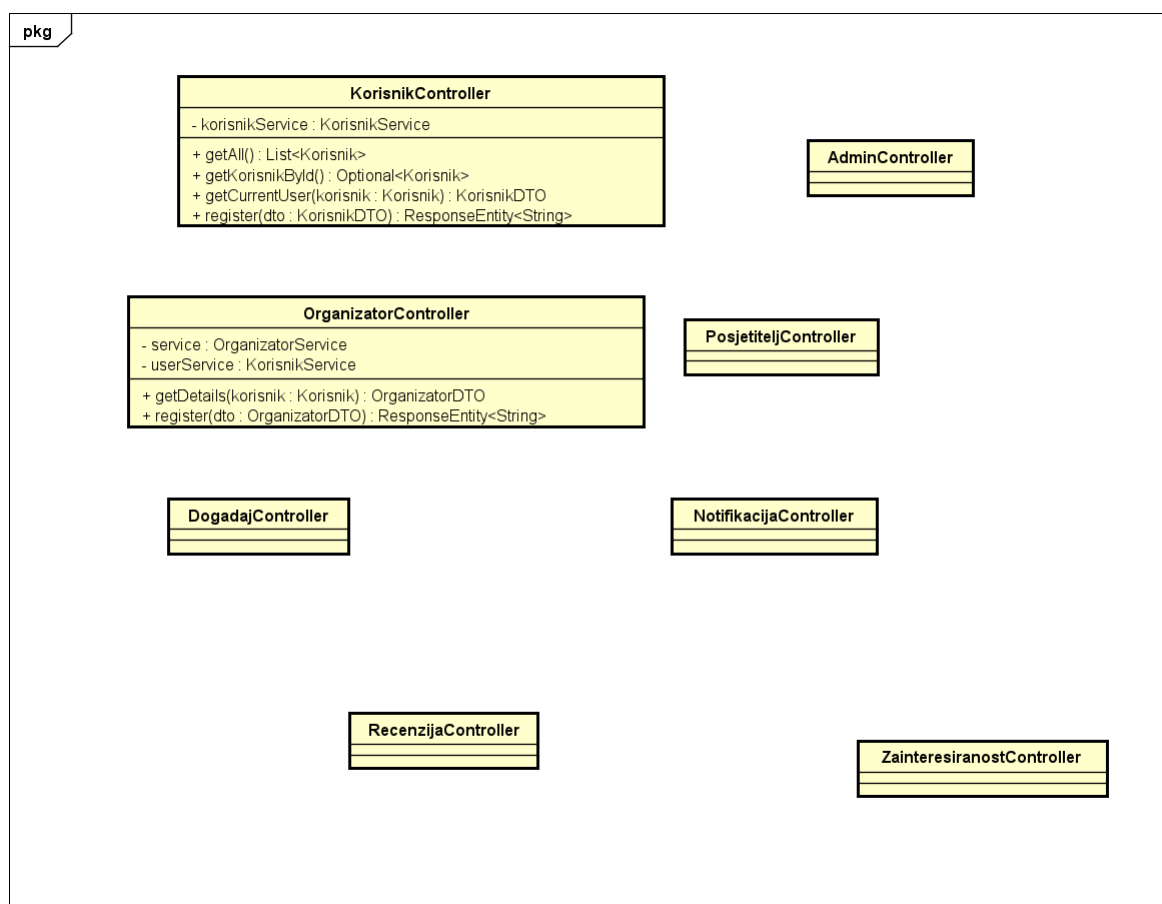 pkg
KorisnikController
- korisnikService : KorisnikService
+ getAll() : List<Korisnik>
+ getKorisnikById() : Optional<Korisnik>
+ getCurrentUser(korisnik : Korisnik) : KorisnikDTO
+ register(dto : KorisnikDTO) : ResponseEntity<String>
AdminController
OrganizatorController
- service : OrganizatorService
- userService : KorisnikService
+ getDetails(korisnik : Korisnik) : OrganizatorDTO
+ register(dto : OrganizatorDTO) : ResponseEntity<String>
PosjetiteljController
DogadajController
NotifikacijaController
RecenzijaController
ZainteresiranostController